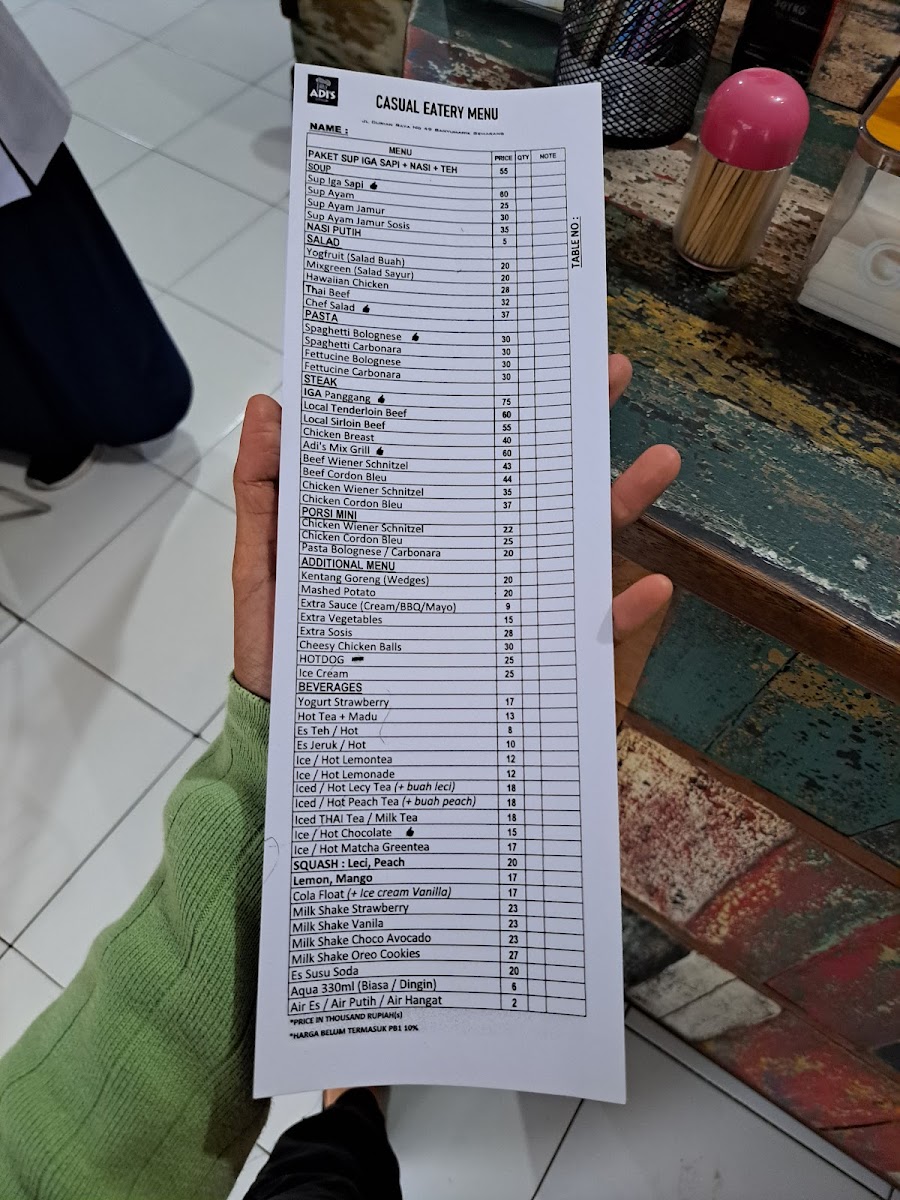 ADI'S
CASUAL EATERY MENU
JL DURIAN RAYA NO 49 BANYUMANIK SEMARANG
NAME :
MENU PRICE QTY NOTE
PAKET SUP IGA SAPI + NASI + TEH 55
SOUP
Sup Iga Sapi 60
Sup Ayam 25
Sup Ayam Jamur 30
Sup Ayam Jamur Sosis 35
NASI PUTIH 5
SALAD
Yogfruit (Salad Buah) 20
Mixgreen (Salad Sayur) 20
Hawaiian Chicken 28
Thai Beef 32
Chef Salad 37
PASTA
Spaghetti Bolognese 30
Spaghetti Carbonara 30
Fettucine Bolognese 30
Fettucine Carbonara 30
STEAK
IGA Panggang 75
Local Tenderloin Beef 60
Local Sirloin Beef 55
Chicken Breast 40
Adi's Mix Grill 60
Beef Wiener Schnitzel 43
Beef Cordon Bleu 44
Chicken Wiener Schnitzel 35
Chicken Cordon Bleu 37
PORSI MINI
Chicken Wiener Schnitzel 22
Chicken Cordon Bleu 25
Pasta Bolognese / Carbonara 20
ADDITIONAL MENU
Kentang Goreng (Wedges) 20
Mashed Potato 20
Extra Sauce (Cream/BBQ/Mayo) 9
Extra Vegetables 15
Extra Sosis 28
Cheesy Chicken Balls 30
HOTDOG 25
Ice Cream 25
BEVERAGES
Yogurt Strawberry 17
Hot Tea + Madu 13
Es Teh / Hot 8
Es Jeruk / Hot 10
Ice / Hot Lemontea 12
Ice / Hot Lemonade 12
Iced / Hot Lecy Tea (+ buah leci) 18
Iced / Hot Peach Tea (+ buah peach) 18
Iced THAI Tea / Milk Tea 18
Ice / Hot Chocolate 15
Ice / Hot Matcha Greentea 17
SQUASH : Leci, Peach 20
Lemon, Mango 17
Cola Float (+ Ice cream Vanilla) 17
Milk Shake Strawberry 23
Milk Shake Vanila 23
Milk Shake Choco Avocado 23
Milk Shake Oreo Cookies 27
Es Susu Soda 20
Aqua 330ml (Biasa / Dingin) 6
Air Es / Air Putih / Air Hangat 2
*PRICE IN THOUSAND RUPIAH(s)
*HARGA BELUM TERMASUK PB1 10%
TABLE NO :